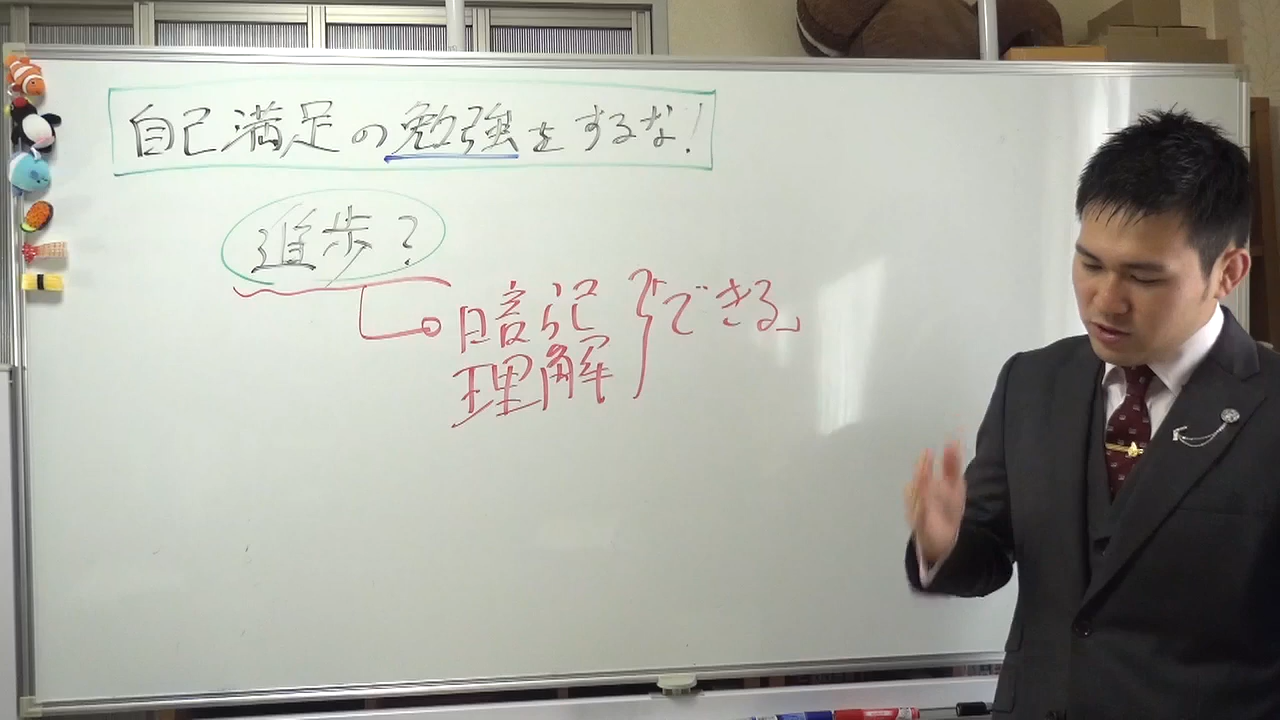 自己満足の勉強をするな!
進歩?
暗記
理解
「できる」